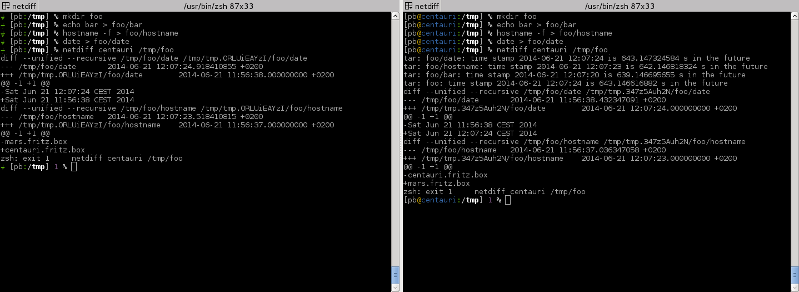 netdiff /usr/bin/zsh 87x33
[pb:/tmp] % mkdir foo
[pb:/tmp] % echo bar > foo/bar
[pb:/tmp] % hostname -f > foo/hostname
[pb:/tmp] % date > foo/date
[pb:/tmp] % netdiff centauri /tmp/foo
diff --unified --recursive /tmp/foo/date /tmp/tmp.0RLUiEAYzI/foo/date
--- /tmp/foo/date 2014-06-21 12:07:24.918410855 +0200
+++ /tmp/tmp.0RLUiEAYzI/foo/date 2014-06-21 11:56:38.000000000 +0200
@@ -1 +1 @@
-Sat Jun 21 12:07:24 CEST 2014
+Sat Jun 21 11:56:38 CEST 2014
diff --unified --recursive /tmp/foo/hostname /tmp/tmp.0RLUiEAYzI/foo/hostname
--- /tmp/foo/hostname 2014-06-21 12:07:23.518410815 +0200
+++ /tmp/tmp.0RLUiEAYzI/foo/hostname 2014-06-21 11:56:37.000000000 +0200
@@ -1 +1 @@
-mars.fritz.box
+centauri.fritz.box
zsh: exit 1 netdiff centauri /tmp/foo
[pb:/tmp] 1 %
netdiff /usr/bin/zsh 87x33
[pb@centauri:/tmp] % mkdir foo
[pb@centauri:/tmp] % echo bar > foo/bar
[pb@centauri:/tmp] % hostname -f > foo/hostname
[pb@centauri:/tmp] % date > foo/date
[pb@centauri:/tmp] % netdiff centauri /tmp/foo
tar: foo/date: time stamp 2014-06-21 12:07:24 is 643.147324584 s in the future
tar: foo/hostname: time stamp 2014-06-21 12:07:23 is 642.146818324 s in the future
tar: foo/bar: time stamp 2014-06-21 12:07:20 is 639.146695655 s in the future
tar: foo: time stamp 2014-06-21 12:07:24 is 643.146616882 s in the future
diff --unified --recursive /tmp/foo/date /tmp/tmp.347z5Auh2N/foo/date
--- /tmp/foo/date 2014-06-21 11:56:38.432347091 +0200
+++ /tmp/tmp.347z5Auh2N/foo/date 2014-06-21 12:07:24.000000000 +0200
@@ -1 +1 @@
-Sat Jun 21 11:56:38 CEST 2014
+Sat Jun 21 12:07:24 CEST 2014
diff --unified --recursive /tmp/foo/hostname /tmp/tmp.347z5Auh2N/foo/hostname
--- /tmp/foo/hostname 2014-06-21 11:56:37.006347058 +0200
+++ /tmp/tmp.347z5Auh2N/foo/hostname 2014-06-21 12:07:23.000000000 +0200
@@ -1 +1 @@
-centauri.fritz.box
+mars.fritz.box
zsh: exit 1 netdiff centauri /tmp/foo
[pb@centauri:/tmp] 1 %